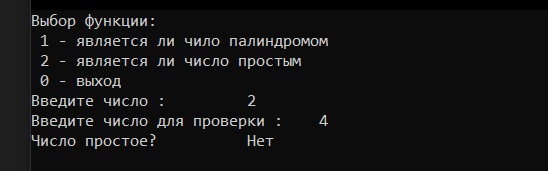 Выбор функции:
1 - является ли чило палиндромом
2 - является ли число простым
0 - выход
Введите число : 2
Введите число для проверки : 4
Число простое? Нет